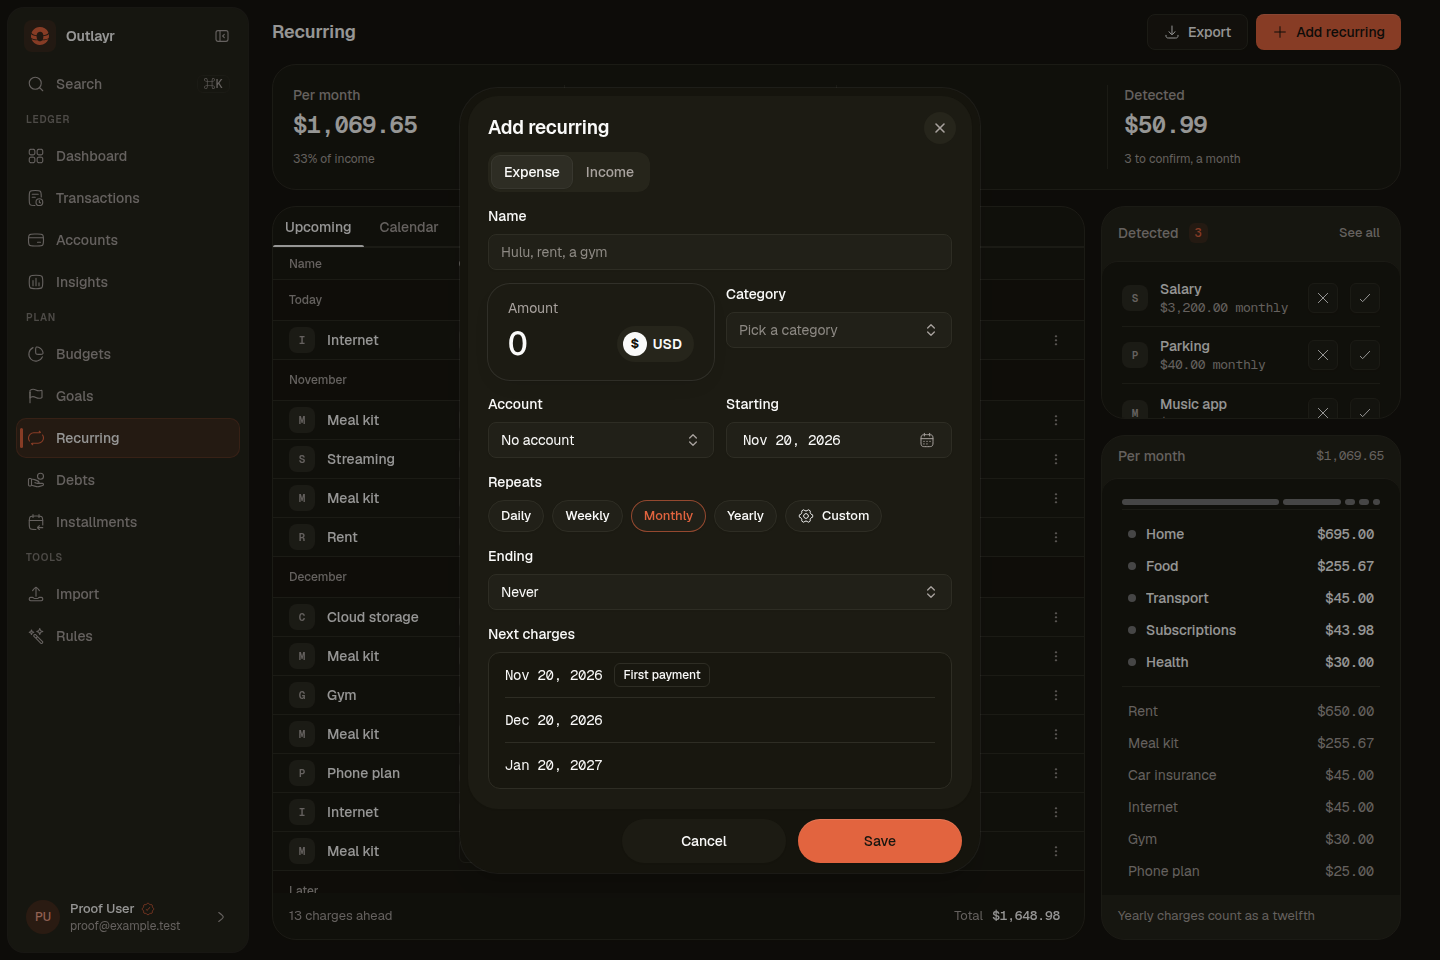 Outlayr
Search
⌘K
LEDGER
Dashboard
Transactions
Accounts
Insights
PLAN
Budgets
Goals
Recurring
Debts
Installments
TOOLS
Import
Rules
PU
Proof User
proof@example.test
Recurring
Export
Add recurring
Per month
$1,069.65
33% of income
Detected
$50.99
3 to confirm, a month
Upcoming
Calendar
Name
Today
I Internet
November
M Meal kit
S Streaming
M Meal kit
R Rent
December
C Cloud storage
M Meal kit
G Gym
M Meal kit
P Phone plan
I Internet
M Meal kit
Later
13 charges ahead
Total $1,648.98
Add recurring
Expense
Income
Name
Hulu, rent, a gym
Amount
0
$ USD
Category
Pick a category
Account
No account
Starting
Nov 20, 2026
Repeats
Daily
Weekly
Monthly
Yearly
Custom
Ending
Never
Next charges
Nov 20, 2026 First payment
Dec 20, 2026
Jan 20, 2027
Cancel
Save
Detected 3
See all
S Salary
$3,200.00 monthly
P Parking
$40.00 monthly
M Music app
Per month $1,069.65
Home $695.00
Food $255.67
Transport $45.00
Subscriptions $43.98
Health $30.00
Rent $650.00
Meal kit $255.67
Car insurance $45.00
Internet $45.00
Gym $30.00
Phone plan $25.00
Yearly charges count as a twelfth